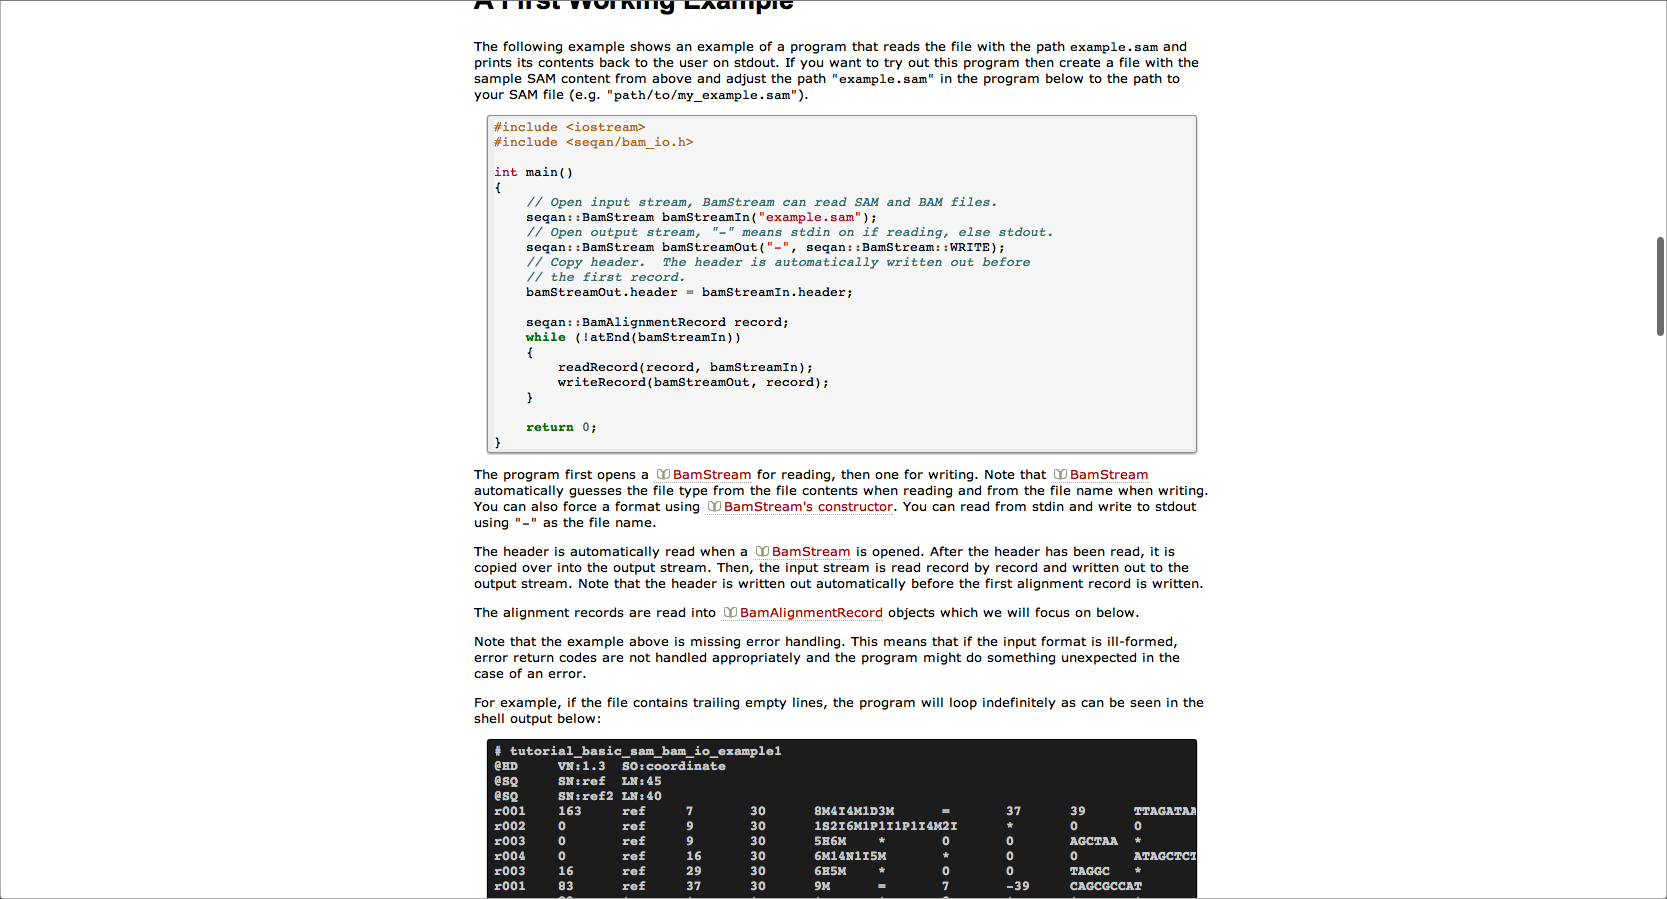 A First Working Example
The following example shows an example of a program that reads the file with the path example.sam and
prints its contents back to the user on stdout. If you want to try out this program then create a file with the
sample SAM content from above and adjust the path "example.sam" in the program below to the path to
your SAM file (e.g. "path/to/my_example.sam").
#include <iostream>
#include <seqan/bam_io.h>
int main()
{
// Open input stream, BamStream can read SAM and BAM files.
seqan::BamStream bamStreamIn("example.sam");
// Open output stream, "-" means stdin on if reading, else stdout.
seqan::BamStream bamStreamOut("-", seqan::BamStream::WRITE);
// Copy header.  The header is automatically written out before
// the first record.
bamStreamOut.header = bamStreamIn.header;
seqan::BamAlignmentRecord record;
while (!atEnd(bamStreamIn))
{
readRecord(record, bamStreamIn);
writeRecord(bamStreamOut, record);
}
return 0;
}
The program first opens a BamStream for reading, then one for writing. Note that BamStream
automatically guesses the file type from the file contents when reading and from the file name when writing.
You can also force a format using BamStream's constructor. You can read from stdin and write to stdout
using "-" as the file name.
The header is automatically read when a BamStream is opened. After the header has been read, it is
copied over into the output stream. Then, the input stream is read record by record and written out to the
output stream. Note that the header is written out automatically before the first alignment record is written.
The alignment records are read into BamAlignmentRecord objects which we will focus on below.
Note that the example above is missing error handling. This means that if the input format is ill-formed,
error return codes are not handled appropriately and the program might do something unexpected in the
case of an error.
For example, if the file contains trailing empty lines, the program will loop indefinitely as can be seen in the
shell output below:
# tutorial_basic_sam_bam_io_example1
@HD VN:1.3 SO:coordinate
@SQ SN:ref LN:45
@SQ SN:ref2 LN:40
r001 163 ref 7 30 8M4I4M1D3M = 37 39 TTAGATAA
r002 0 ref 9 30 1S2I6M1P1I1P1I4M2I * 0 0
r003 0 ref 9 30 5H6M * 0 0 AGCTAA *
r004 0 ref 16 30 6M14N1I5M * 0 0 ATAGCTCT
r003 16 ref 29 30 6H5M * 0 0 TAGGC *
r001 83 ref 37 30 9M = 7 -39 CAGCGCCAT